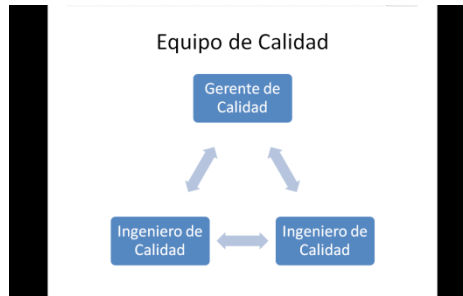 Equipo de Calidad
Gerente de
Calidad
Ingeniero de
Calidad
Ingeniero de
Calidad